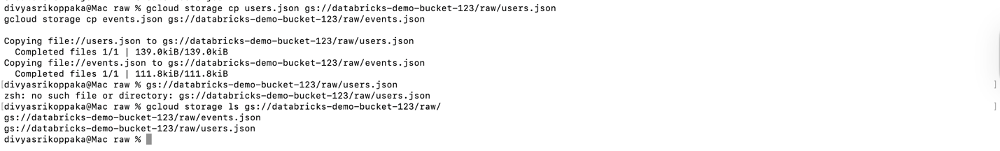 divyasrikoppaka@Mac raw % gcloud storage cp users.json gs://databricks-demo-bucket-123/raw/users.json
gcloud storage cp events.json gs://databricks-demo-bucket-123/raw/events.json
Copying file://users.json to gs://databricks-demo-bucket-123/raw/users.json
  Completed files 1/1 | 139.0kiB/139.0kiB
Copying file://events.json to gs://databricks-demo-bucket-123/raw/events.json
  Completed files 1/1 | 111.8kiB/111.8kiB
[divyasrikoppaka@Mac raw % gs://databricks-demo-bucket-123/raw/users.json ]
zsh: no such file or directory: gs://databricks-demo-bucket-123/raw/users.json
[divyasrikoppaka@Mac raw % gcloud storage ls gs://databricks-demo-bucket-123/raw/ ]
gs://databricks-demo-bucket-123/raw/events.json
gs://databricks-demo-bucket-123/raw/users.json
divyasrikoppaka@Mac raw %